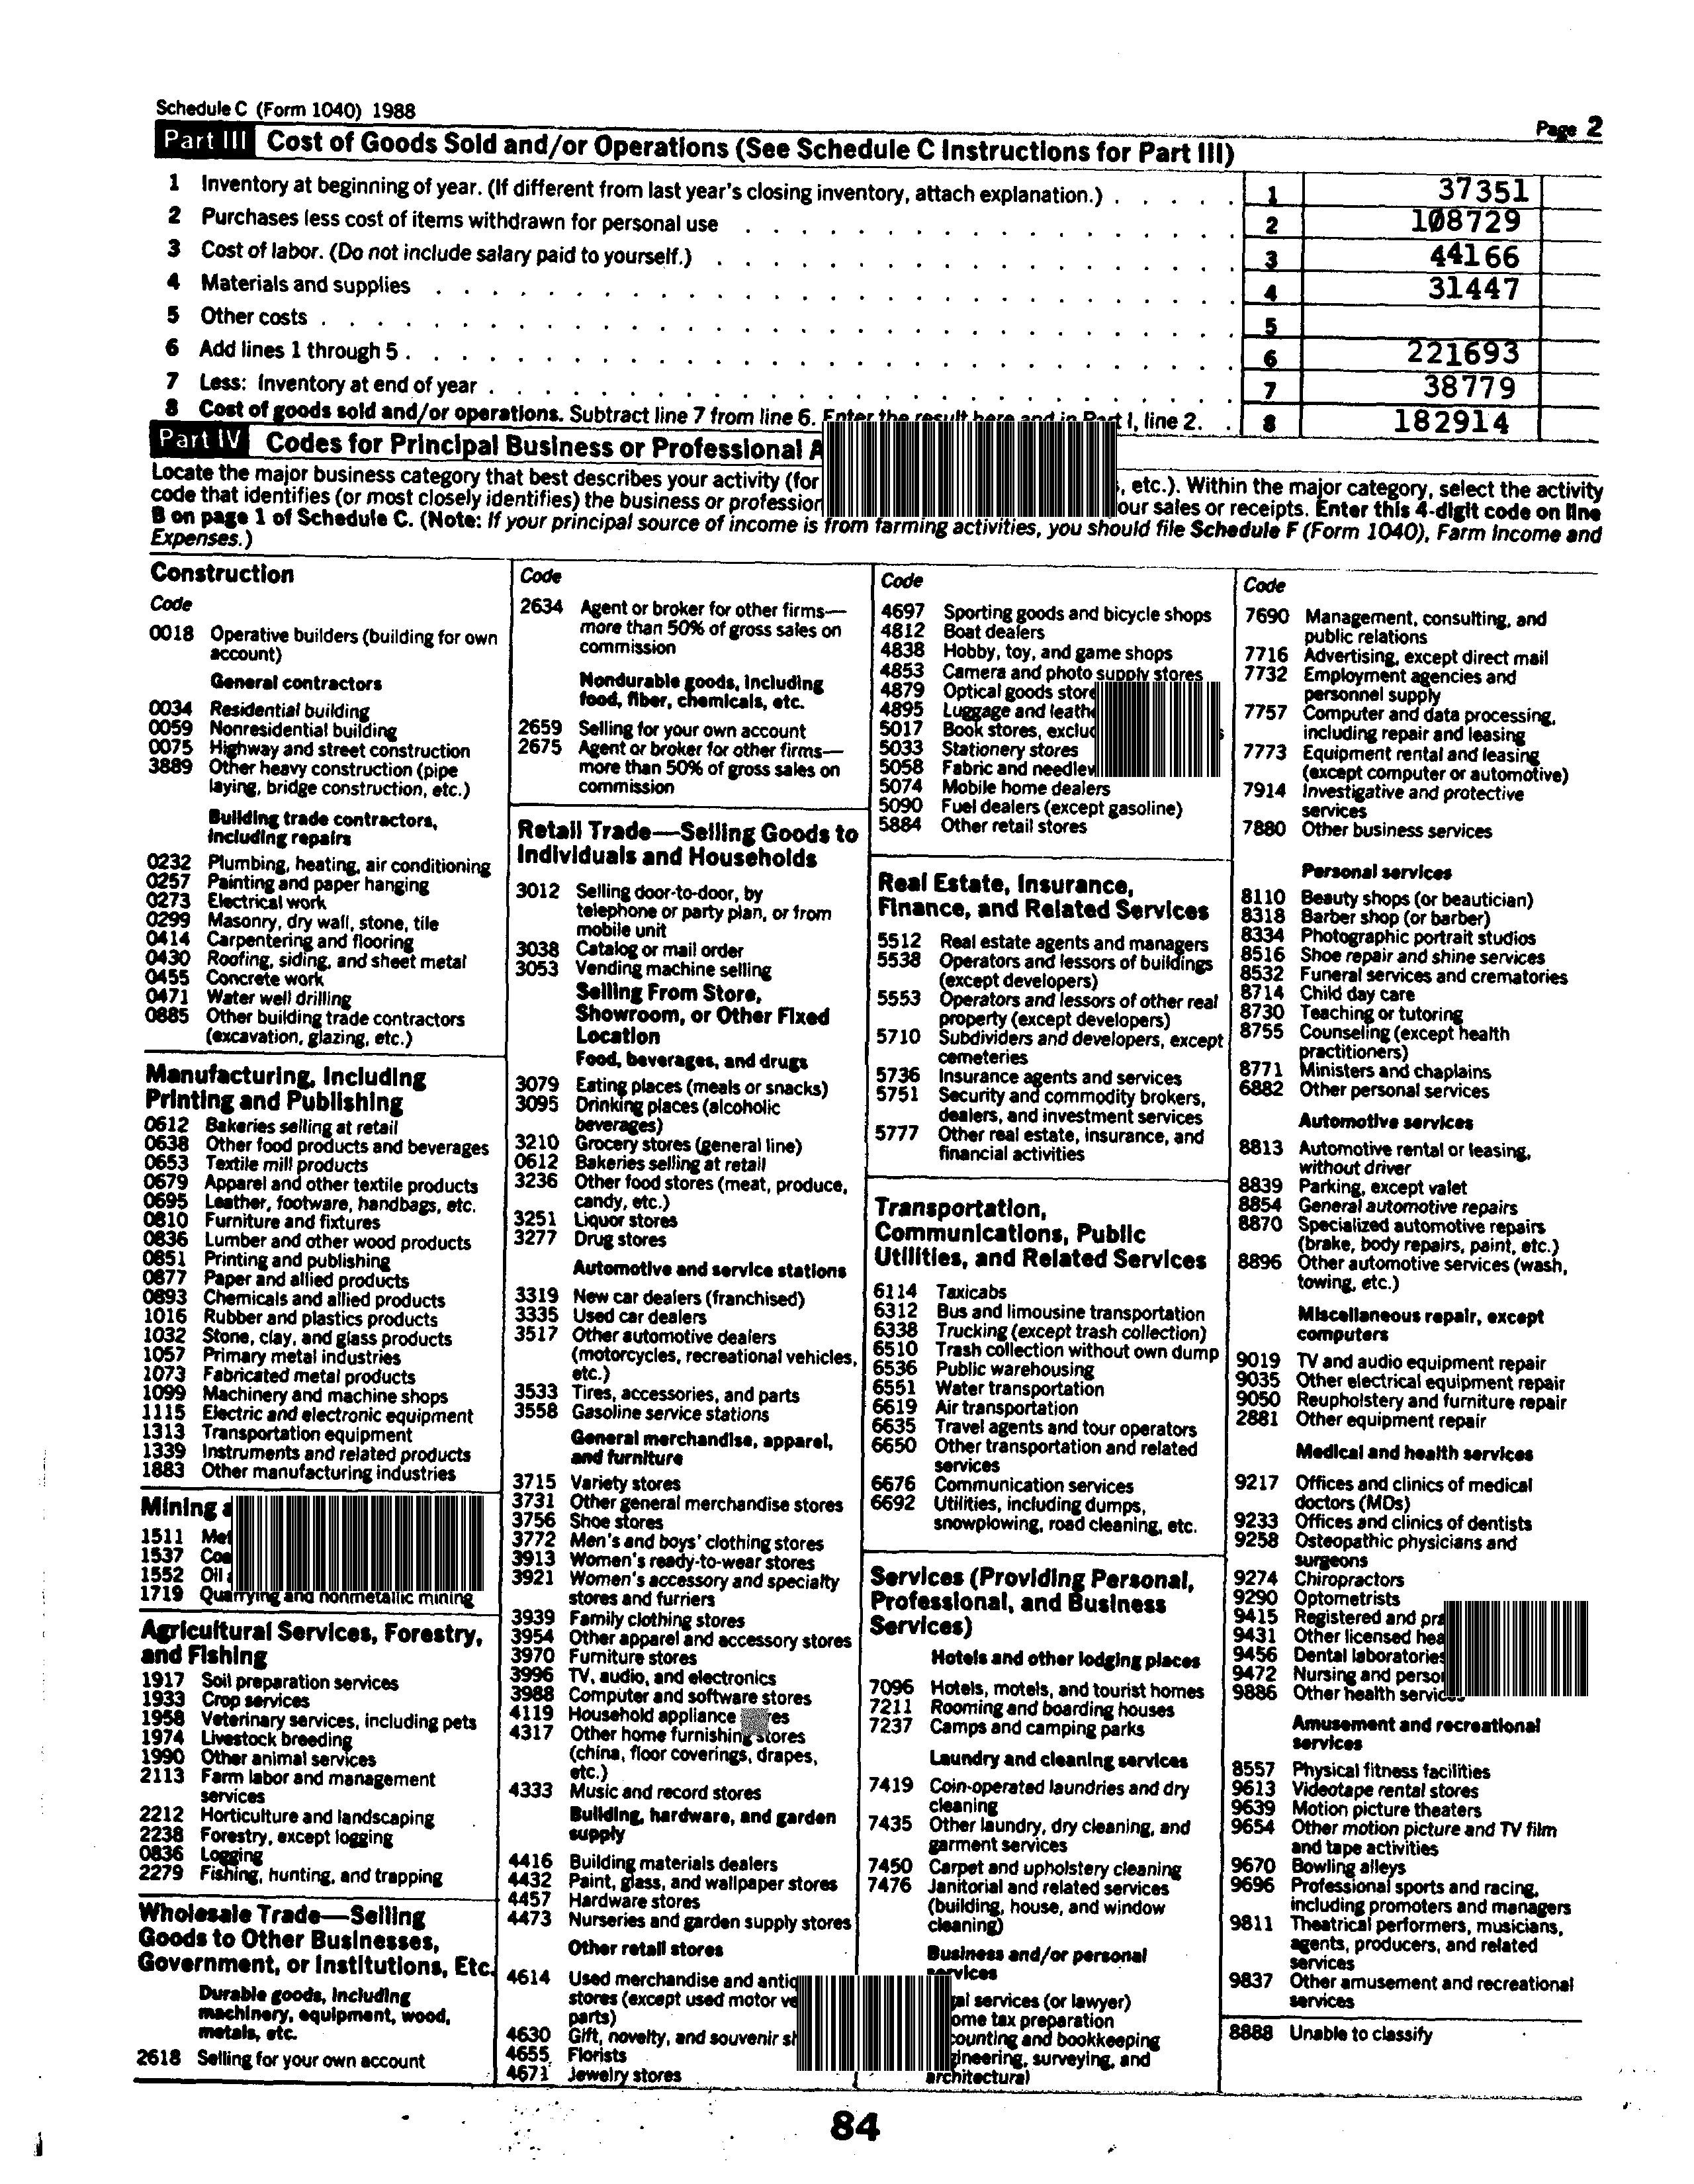 Schedule C (Form 1040) 1988
Page 2
Part III Cost of Goods Sold and/or Operations (See Schedule C Instructions for Part III)
1 Inventory at beginning of year. (If different from last year's closing inventory, attach explanation.) 1 37351
2 Purchases less cost of items withdrawn for personal use 2 108729
3 Cost of labor. (Do not include salary paid to yourself.) 3 44166
4 Materials and supplies 4 31447
5 Other costs 5
6 Add lines 1 through 5 6 221693
7 Less: Inventory at end of year 7 38779
8 Cost of goods sold and/or operations. Subtract line 7 from line 6. Enter the result here and in Part I, line 2. 8 182914
Part IV Codes for Principal Business or Professional
Locate the major business category that best describes your activity (for , etc.). Within the major category, select the activity
code that identifies (or most closely identifies) the business or profession our sales or receipts. Enter this 4-digit code on line
B on page 1 of Schedule C. (Note: If your principal source of income is from farming activities, you should file Schedule F (Form 1040), Farm Income and
Expenses.)
Construction
Code
0018 Operative builders (building for own
account)
General contractors
0034 Residential building
0059 Nonresidential building
0075 Highway and street construction
3889 Other heavy construction (pipe
laying, bridge construction, etc.)
Building trade contractors,
including repairs
0232 Plumbing, heating, air conditioning
0257 Painting and paper hanging
0273 Electrical work
0299 Masonry, dry wall, stone, tile
0414 Carpentering and flooring
0430 Roofing, siding, and sheet metal
0455 Concrete work
0471 Water well drilling
0885 Other building trade contractors
(excavation, glazing, etc.)
Manufacturing, Including
Printing and Publishing
0612 Bakeries selling at retail
0638 Other food products and beverages
0653 Textile mill products
0679 Apparel and other textile products
0695 Leather, footware, handbags, etc.
0810 Furniture and fixtures
0836 Lumber and other wood products
0851 Printing and publishing
0877 Paper and allied products
0893 Chemicals and allied products
1016 Rubber and plastics products
1032 Stone, clay, and glass products
1057 Primary metal industries
1073 Fabricated metal products
1099 Machinery and machine shops
1115 Electric and electronic equipment
1313 Transportation equipment
1339 Instruments and related products
1883 Other manufacturing industries
Mining
1511
1537
1552 Oil
1719 Quarrying and nonmetallic mining
Agricultural Services, Forestry,
and Fishing
1917 Soil preparation services
1933 Crop services
1958 Veterinary services, including pets
1974 Livestock breeding
1990 Other animal services
2113 Farm labor and management
services
2212 Horticulture and landscaping
2238 Forestry, except logging
0836 Logging
2279 Fishing, hunting, and trapping
Wholesale Trade—Selling
Goods to Other Businesses,
Government, or Institutions, Etc.
Durable goods, including
machinery, equipment, wood,
metals, etc.
2618 Selling for your own account
Code
2634 Agent or broker for other firms—
more than 50% of gross sales on
commission
Nondurable goods, including
food, fiber, chemicals, etc.
2659 Selling for your own account
2675 Agent or broker for other firms—
more than 50% of gross sales on
commission
Retail Trade—Selling Goods to
Individuals and Households
3012 Selling door-to-door, by
telephone or party plan, or from
mobile unit
3038 Catalog or mail order
3053 Vending machine selling
Selling From Store,
Showroom, or Other Fixed
Location
Food, beverages, and drugs
3079 Eating places (meals or snacks)
3095 Drinking places (alcoholic
beverages)
3210 Grocery stores (general line)
0612 Bakeries selling at retail
3236 Other food stores (meat, produce,
candy, etc.)
3251 Liquor stores
3277 Drug stores
Automotive and service stations
3319 New car dealers (franchised)
3335 Used car dealers
3517 Other automotive dealers
(motorcycles, recreational vehicles,
etc.)
3533 Tires, accessories, and parts
3558 Gasoline service stations
General merchandise, apparel,
and furniture
3715 Variety stores
3731 Other general merchandise stores
3756 Shoe stores
3772 Men's and boys' clothing stores
3913 Women's ready-to-wear stores
3921 Women's accessory and specialty
stores and furriers
3939 Family clothing stores
3954 Other apparel and accessory stores
3970 Furniture stores
3996 TV, audio, and electronics
3988 Computer and software stores
4119 Household appliance
4317 Other home furnishing stores
(china, floor coverings, drapes,
etc.)
4333 Music and record stores
Building, hardware, and garden
supply
4416 Building materials dealers
4432 Paint, glass, and wallpaper stores
4457 Hardware stores
4473 Nurseries and garden supply stores
Other retail stores
4614 Used merchandise and
stores (except used motor
parts)
4630 Gift, novelty, and souvenir
4655 Florists
4671 Jewelry stores
Code
4697 Sporting goods and bicycle shops
4812 Boat dealers
4838 Hobby, toy, and game shops
4853 Camera and photo supply stores
4879 Optical goods
4895 Luggage and
5017 Book stores,
5033 Stationery stores
5058 Fabric and
5074 Mobile home dealers
5090 Fuel dealers (except gasoline)
5884 Other retail stores
Real Estate, Insurance,
Finance, and Related Services
5512 Real estate agents and managers
5538 Operators and lessors of buildings
(except developers)
5553 Operators and lessors of other real
property (except developers)
5710 Subdividers and developers, except
cemeteries
5736 Insurance agents and services
5751 Security and commodity brokers,
dealers, and investment services
5777 Other real estate, insurance, and
financial activities
Transportation,
Communications, Public
Utilities, and Related Services
6114 Taxicabs
6312 Bus and limousine transportation
6338 Trucking (except trash collection)
6510 Trash collection without own dump
6536 Public warehousing
6551 Water transportation
6619 Air transportation
6635 Travel agents and tour operators
6650 Other transportation and related
services
6676 Communication services
6692 Utilities, including dumps,
snowplowing, road cleaning, etc.
Services (Providing Personal,
Professional, and Business
Services)
Hotels and other lodging places
7096 Hotels, motels, and tourist homes
7211 Rooming and boarding houses
7237 Camps and camping parks
Laundry and cleaning services
7419 Coin-operated laundries and dry
cleaning
7435 Other laundry, dry cleaning, and
garment services
7450 Carpet and upholstery cleaning
7476 Janitorial and related services
(building, house, and window
cleaning)
Business and/or personal
services
services (or lawyer)
tax preparation
and bookkeeping
surveying, and
architectural
Code
7690 Management, consulting, and
public relations
7716 Advertising, except direct mail
7732 Employment agencies and
personnel supply
7757 Computer and data processing,
including repair and leasing
7773 Equipment rental and leasing
(except computer or automotive)
7914 Investigative and protective
services
7880 Other business services
Personal services
8110 Beauty shops (or beautician)
8318 Barber shop (or barber)
8334 Photographic portrait studios
8516 Shoe repair and shine services
8532 Funeral services and crematories
8714 Child day care
8730 Teaching or tutoring
8755 Counseling (except health
practitioners)
8771 Ministers and chaplains
6882 Other personal services
Automotive services
8813 Automotive rental or leasing,
without driver
8839 Parking, except valet
8854 General automotive repairs
8870 Specialized automotive repairs
(brake, body repairs, paint, etc.)
8896 Other automotive services (wash,
towing, etc.)
Miscellaneous repair, except
computers
9019 TV and audio equipment repair
9035 Other electrical equipment repair
9050 Reupholstery and furniture repair
2881 Other equipment repair
Medical and health services
9217 Offices and clinics of medical
doctors (MDs)
9233 Offices and clinics of dentists
9258 Osteopathic physicians and
surgeons
9274 Chiropractors
9290 Optometrists
9415 Registered and
9431 Other licensed
9456 Dental laboratories
9472 Nursing and
9886 Other health services
Amusement and recreational
services
8557 Physical fitness facilities
9613 Videotape rental stores
9639 Motion picture theaters
9654 Other motion picture and TV film
and tape activities
9670 Bowling alleys
9696 Professional sports and racing,
including promoters and managers
9811 Theatrical performers, musicians,
agents, producers, and related
services
9837 Other amusement and recreational
services
8888 Unable to classify
84